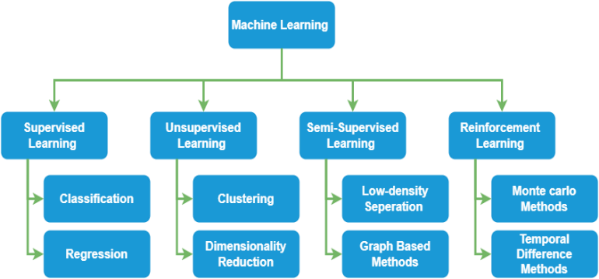 Machine Learning
Supervised
Learning
Unsupervised
Learning
Semi-Supervised
Learning
Reinforcement
Learning
Classification
Clustering
Low-density
Seperation
Monte carlo
Methods
Regression
Dimensionality
Reduction
Graph Based
Methods
Temporal
Difference
Methods